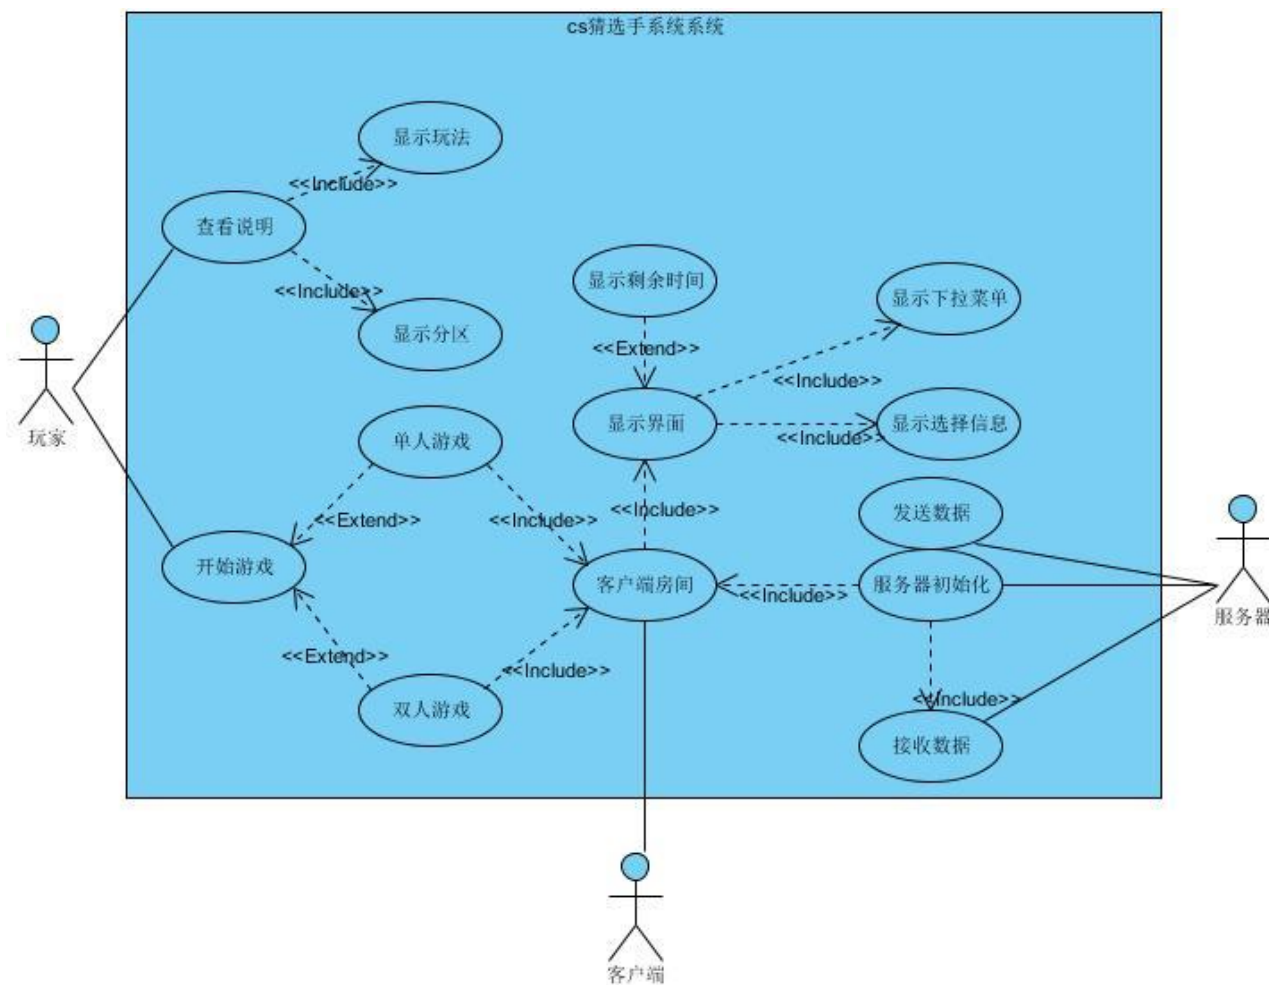 cs猜选手系统系统
显示玩法
<<Include>>
查看说明
<<Include>>
显示分区
显示剩余时间
显示下拉菜单
<<Extend>>
<<Include>>
显示界面
显示选择信息
<<Include>>
玩家
单人游戏
<<Extend>>
<<Include>>
<<Include>>
发送数据
开始游戏
客户端房间
<<Include>>
服务器初始化
服务器
<<Extend>>
<<Include>>
双人游戏
<<Include>>
接收数据
客户端